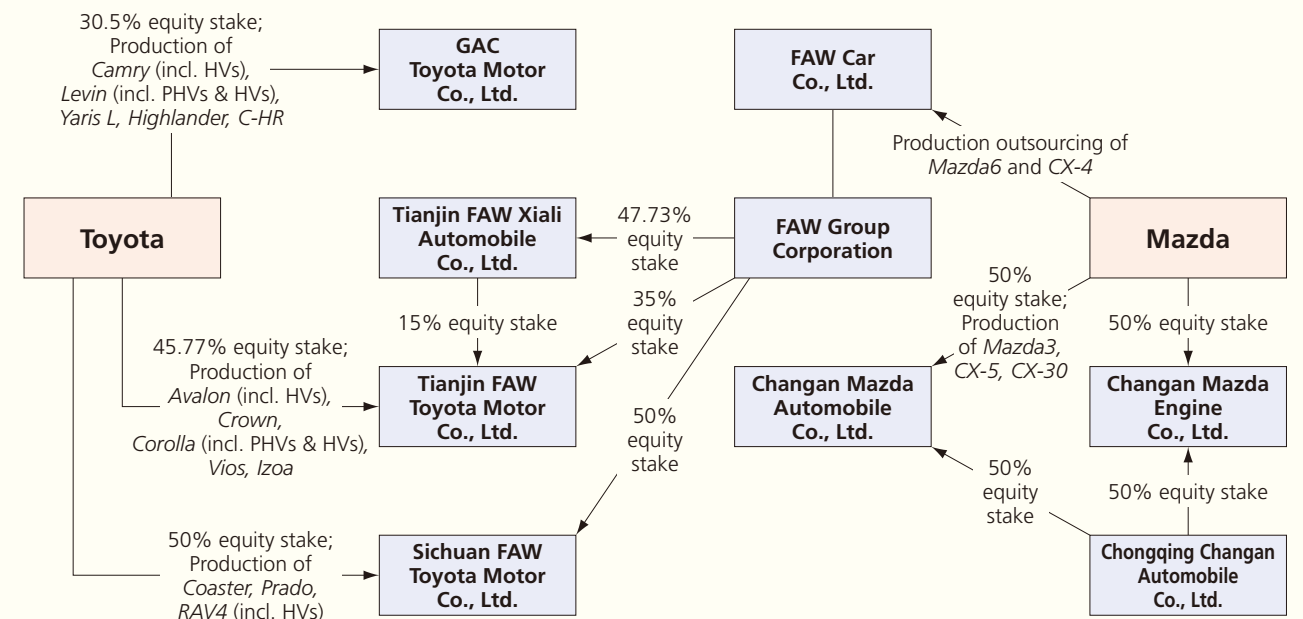 30.5% equity stake;
Production of
Camry (incl. HVs),
Levin (incl. PHVs & HVs),
Yaris L, Highlander, C-HR
GAC
Toyota Motor
Co., Ltd.
FAW Car
Co., Ltd.
Production outsourcing of
Mazda6 and CX-4
Toyota
Tianjin FAW Xiali
Automobile
Co., Ltd.
47.73%
equity
stake
FAW Group
Corporation
Mazda
15% equity stake
35%
equity
stake
50%
equity stake;
Production
of Mazda3,
CX-5, CX-30
50% equity stake
45.77% equity stake;
Production of
Avalon (incl. HVs),
Crown,
Corolla (incl. PHVs & HVs),
Vios, Izoa
Tianjin FAW
Toyota Motor
Co., Ltd.
50%
equity
stake
Changan Mazda
Automobile
Co., Ltd.
Changan Mazda
Engine
Co., Ltd.
50%
equity
stake
50% equity stake
50% equity stake;
Production of
Coaster, Prado,
RAV4 (incl. HVs)
Sichuan FAW
Toyota Motor
Co., Ltd.
Chongqing Changan
Automobile
Co., Ltd.